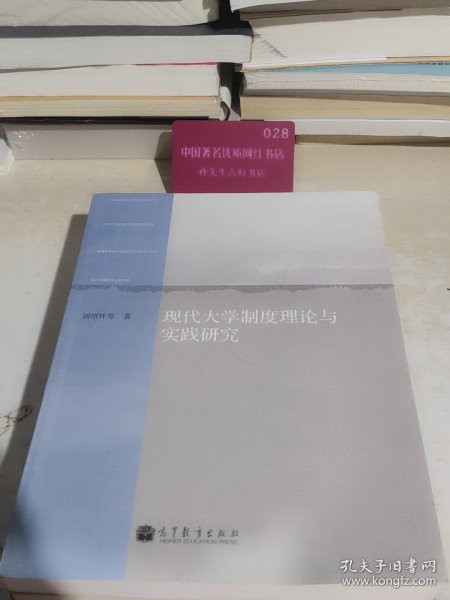 028
中国著名优质网红书店
孙先生古旧书店
刘绍怀等 著
现代大学制度理论与
实践研究
高等教育出版社
HIGHER EDUCATION PRESS
孔夫子旧书网
www.kongfz.com